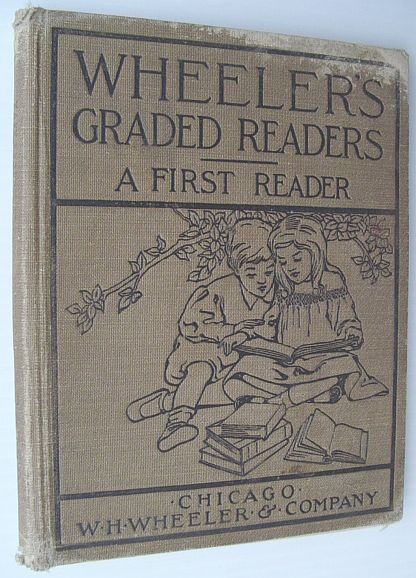 WHEELER'S
GRADED READERS
A FIRST READER
·CHICAGO·
W·H·WHEELER·&·COMPANY